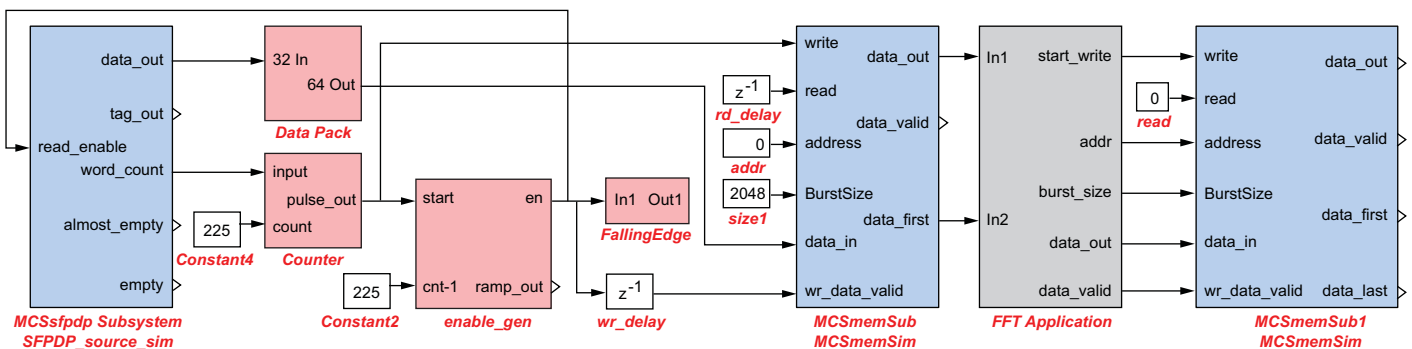 data_out
tag_out
read_enable
word_count
almost_empty
empty
MCSsfpdp Subsystem
SFPDP_source_sim
32 In
64 Out
Data Pack
input
pulse_out
count
Counter
225
Constant4
start
en
cnt-1
ramp_out
enable_gen
225
Constant2
In1 Out1
FallingEdge
z-1
wr_delay
z-1
rd_delay
0
addr
2048
size1
write
data_out
read
data_valid
address
BurstSize
data_first
data_in
wr_data_valid
MCSmemSub
MCSmemSim
In1
start_write
addr
burst_size
In2
data_out
data_valid
FFT Application
0
read
write
data_out
read
data_valid
address
BurstSize
data_first
data_in
wr_data_valid
data_last
MCSmemSub1
MCSmemSim